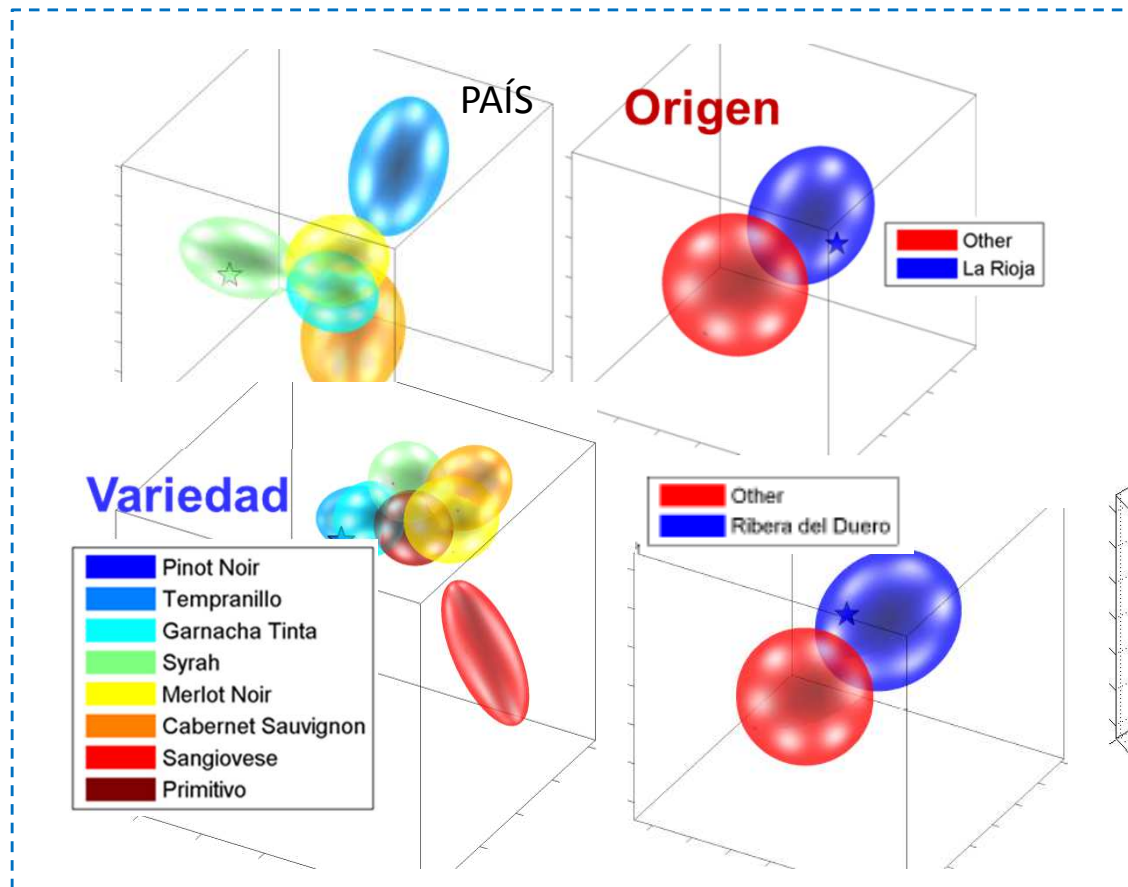 PAÍS
Origen
Other
La Rioja
Variedad
Pinot Noir
Tempranillo
Garnacha Tinta
Syrah
Merlot Noir
Cabernet Sauvignon
Sangiovese
Primitivo
Other
Ribera del Duero